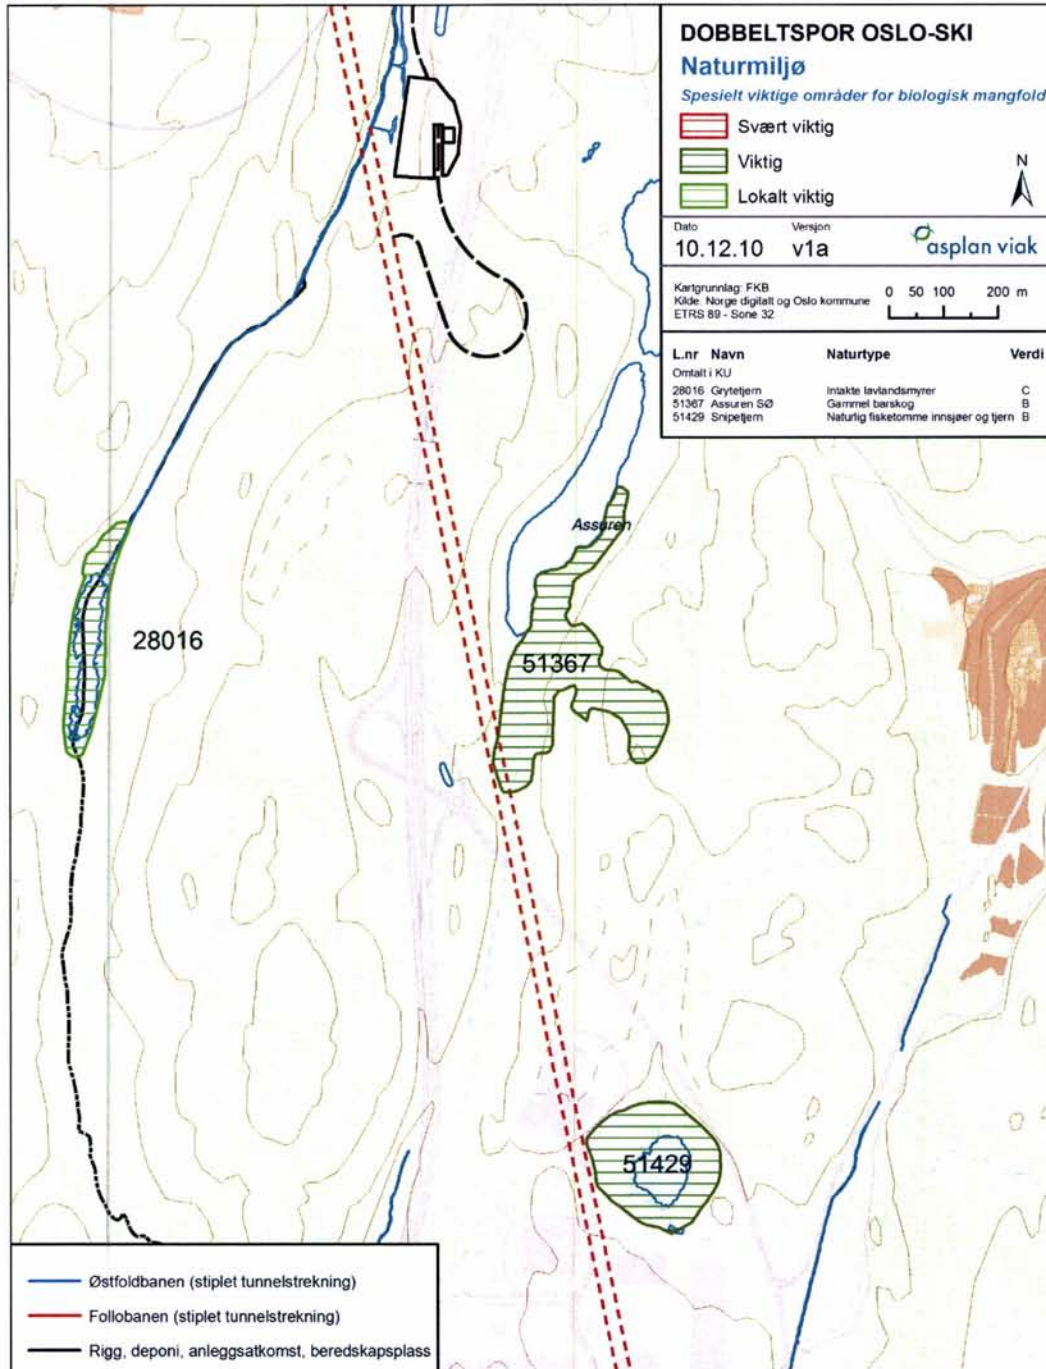 DOBBELTSPOR OSLO-SKI
Naturmiljø
Spesielt viktige områder for biologisk mangfold
Svært viktig
Viktig
Lokalt viktig
N
Dato Versjon
10.12.10 v1a
asplan viak
Kartgrunnlag: FKB
Kilde: Norge digitalt og Oslo kommune
ETRS 89 - Sone 32
0 50 100 200 m
L.nr Navn Naturtype Verdi
Omtalt i KU
28016 Grytetjern Intakte lavlandsmyrer C
51367 Assuren SØ Gammel barskog B
51429 Snipetjern Naturlig fisketomme innsjøer og tjern B
Assuren
28016
51367
51429
Østfoldbanen (stiplet tunnelstrekning)
Follobanen (stiplet tunnelstrekning)
Rigg, deponi, anleggsatkomst, beredskapsplass